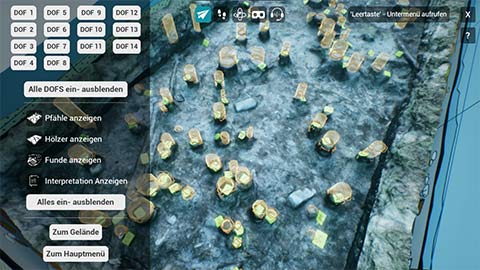 DOF 1 DOF 5 DOF 9 DOF 12
DOF 2 DOF 6 DOF 10 DOF 13
DOF 3 DOF 7 DOF 11 DOF 14
DOF 4 DOF 8
Alle DOFS ein- ausblenden
Pfähle anzeigen
Hölzer anzeigen
Funde anzeigen
Interpretation Anzeigen
Alles ein- ausblenden
Zum Gelände
Zum Hauptmenü
'Leertaste' - Untermenü aufrufen
X
?